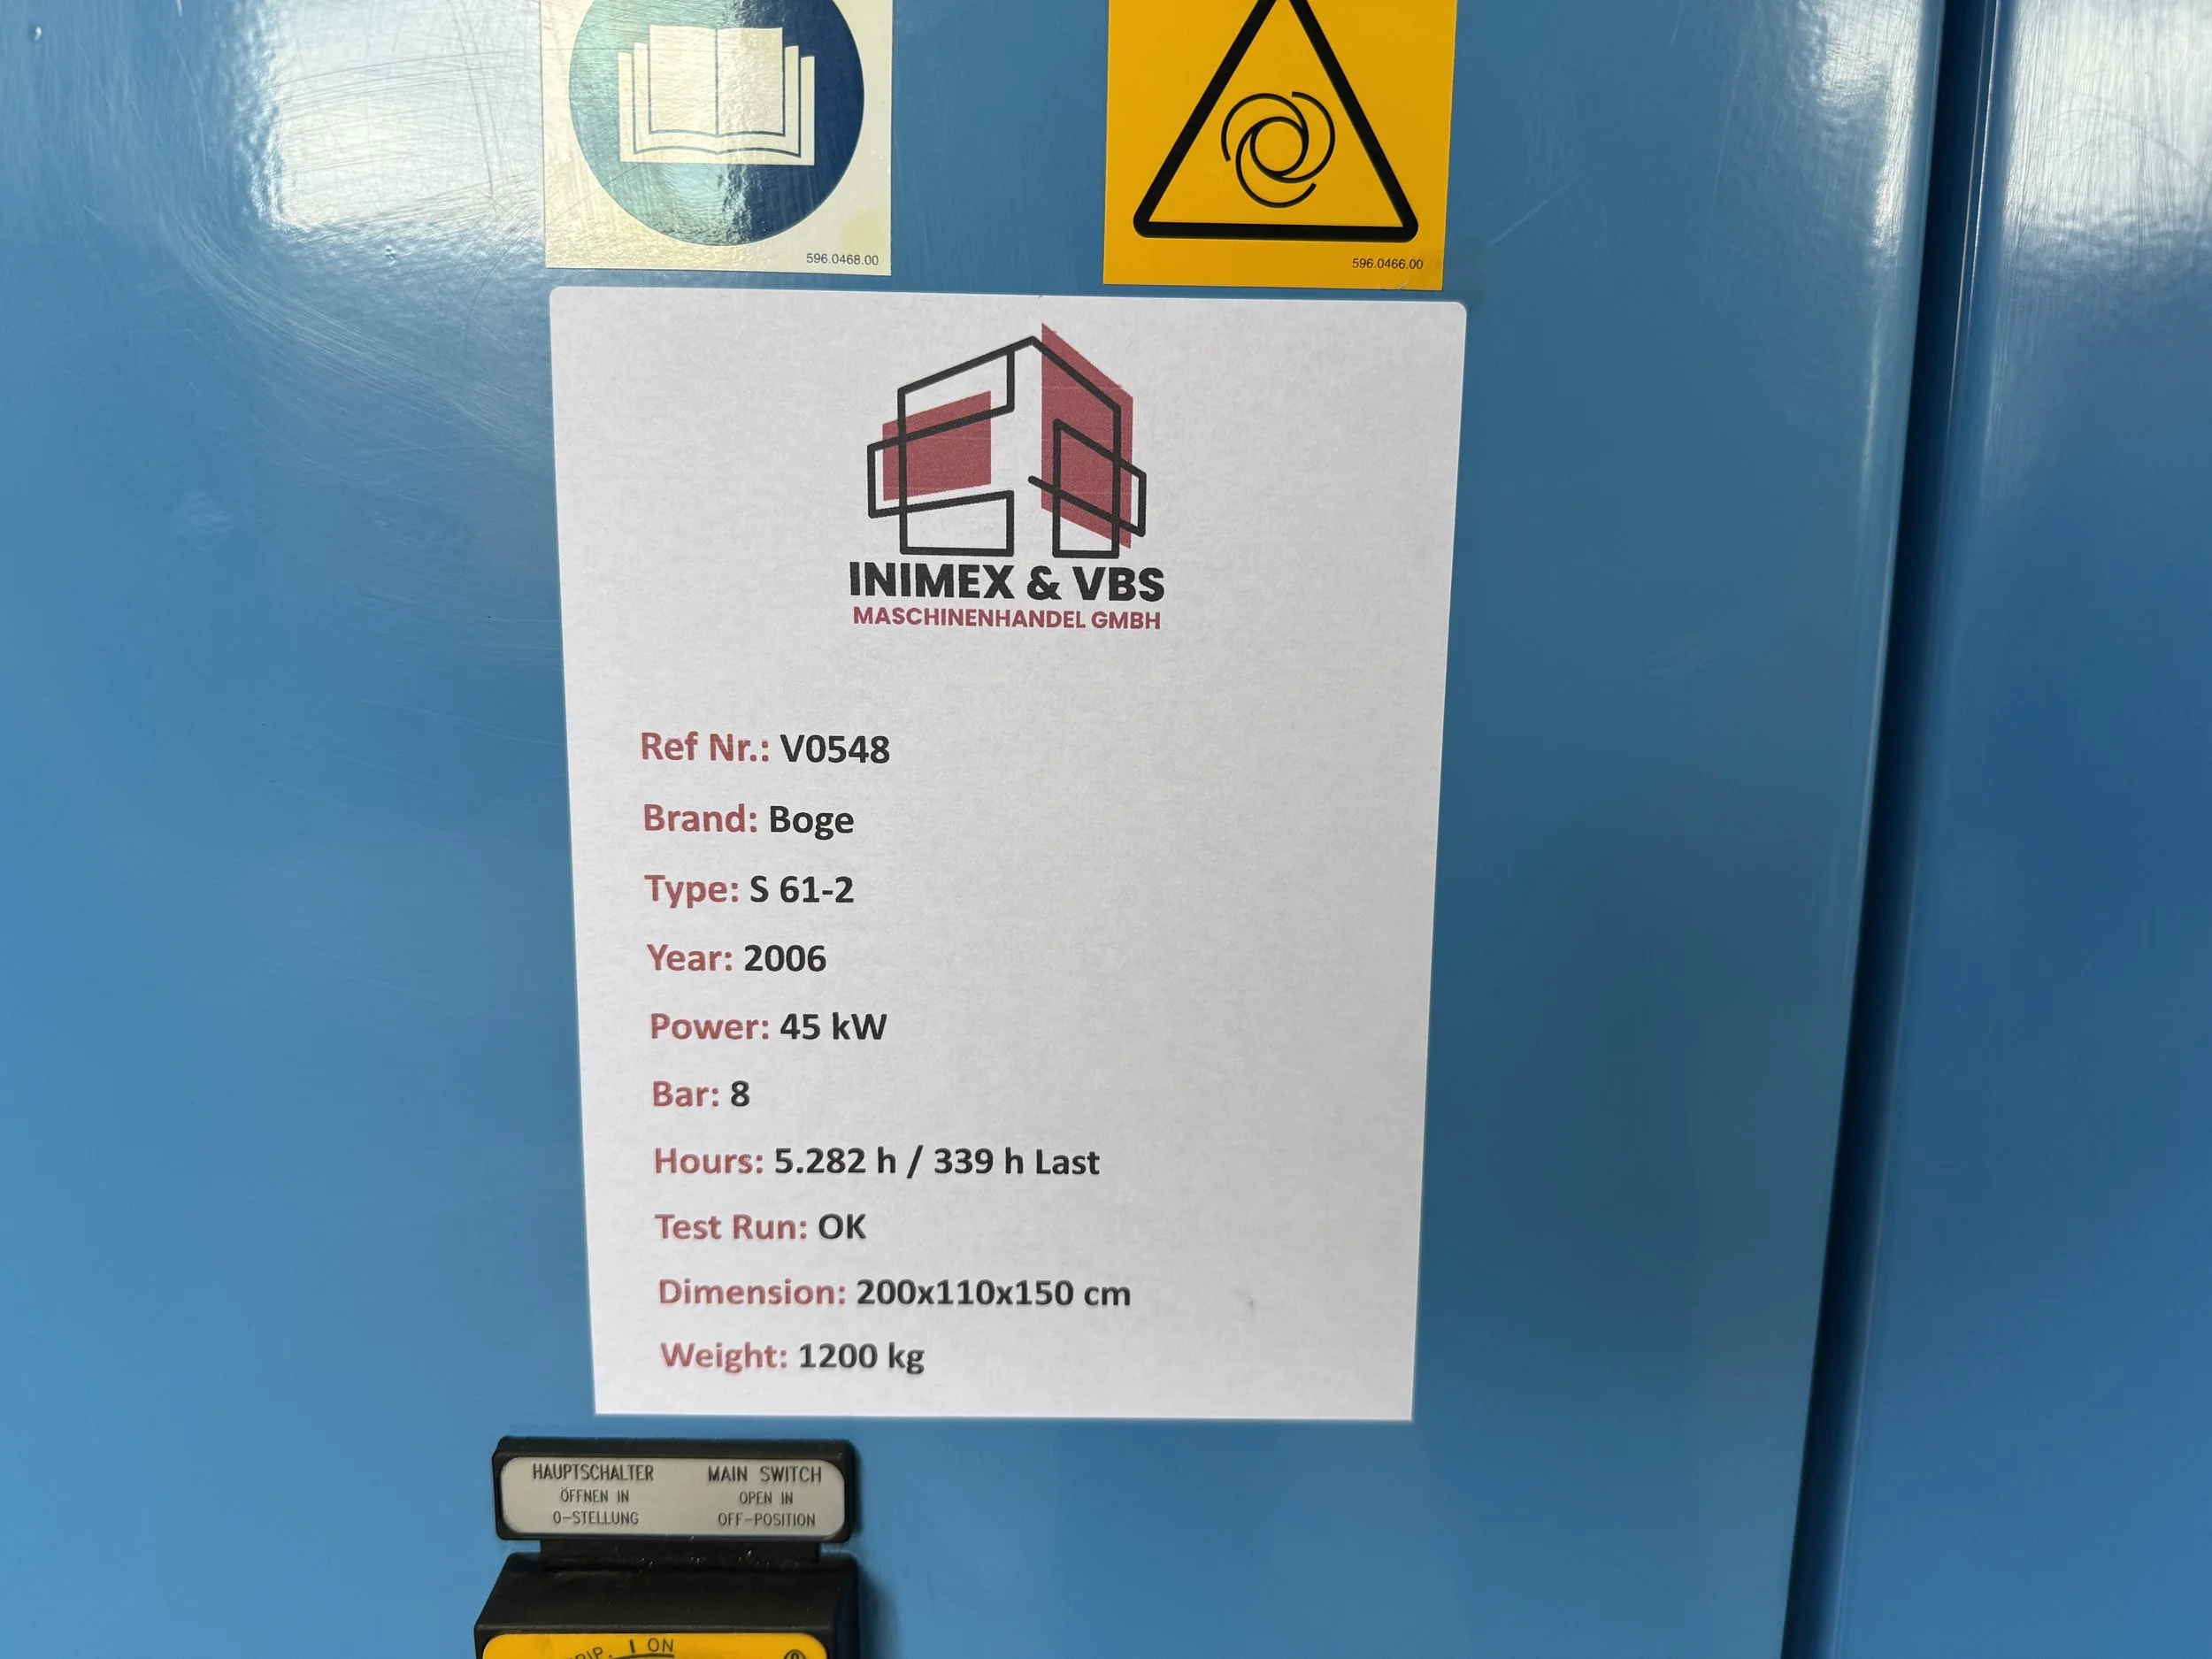 596.0468.00
596.0466.00
INIMEX & VBS
MASCHINENHANDEL GMBH
Ref Nr.: V0548
Brand: Boge
Type: S 61-2
Year: 2006
Power: 45 kW
Bar: 8
Hours: 5.282 h / 339 h Last
Test Run: OK
Dimension: 200x110x150 cm
Weight: 1200 kg
HAUPTSCHALTER
ÖFFNEN IN
0-STELLUNG
MAIN SWITCH
OPEN IN
OFF-POSITION
I ON